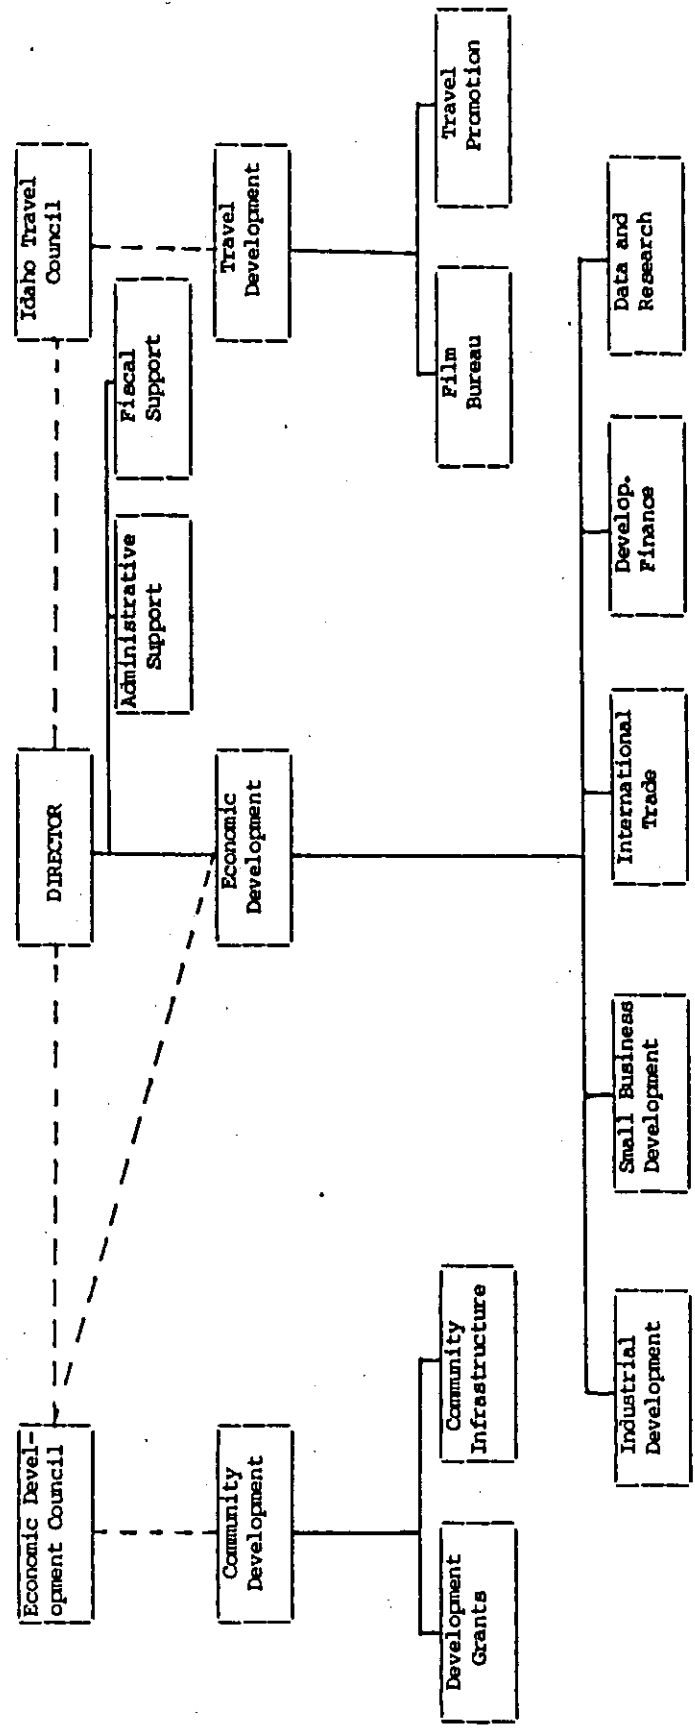 Economic Devel-
opment Council
DIRECTOR
Idaho Travel
Council
Administrative
Support
Fiscal
Support
Community
Development
Economic
Development
Travel
Development
Development
Grants
Community
Infrastructure
Film
Bureau
Travel
Promotion
Industrial
Development
Small Business
Development
International
Trade
Develop.
Finance
Data and
Research